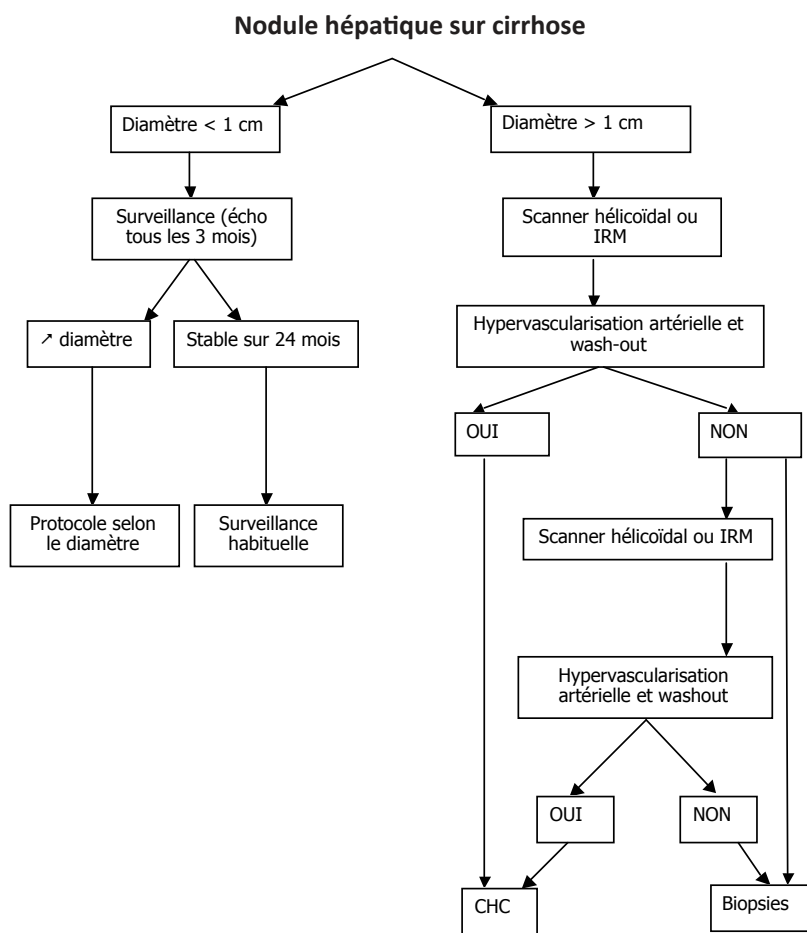 Nodule hépatique sur cirrhose
Diamètre < 1 cm
Diamètre > 1 cm
Surveillance (écho
tous les 3 mois)
Scanner hélicoïdal ou
IRM
↗ diamètre
Stable sur 24 mois
Hypervascularisation artérielle et
wash-out
OUI
NON
Protocole selon
le diamètre
Surveillance
habituelle
Scanner hélicoïdal ou IRM
Hypervascularisation
artérielle et washout
OUI
NON
CHC
Biopsies